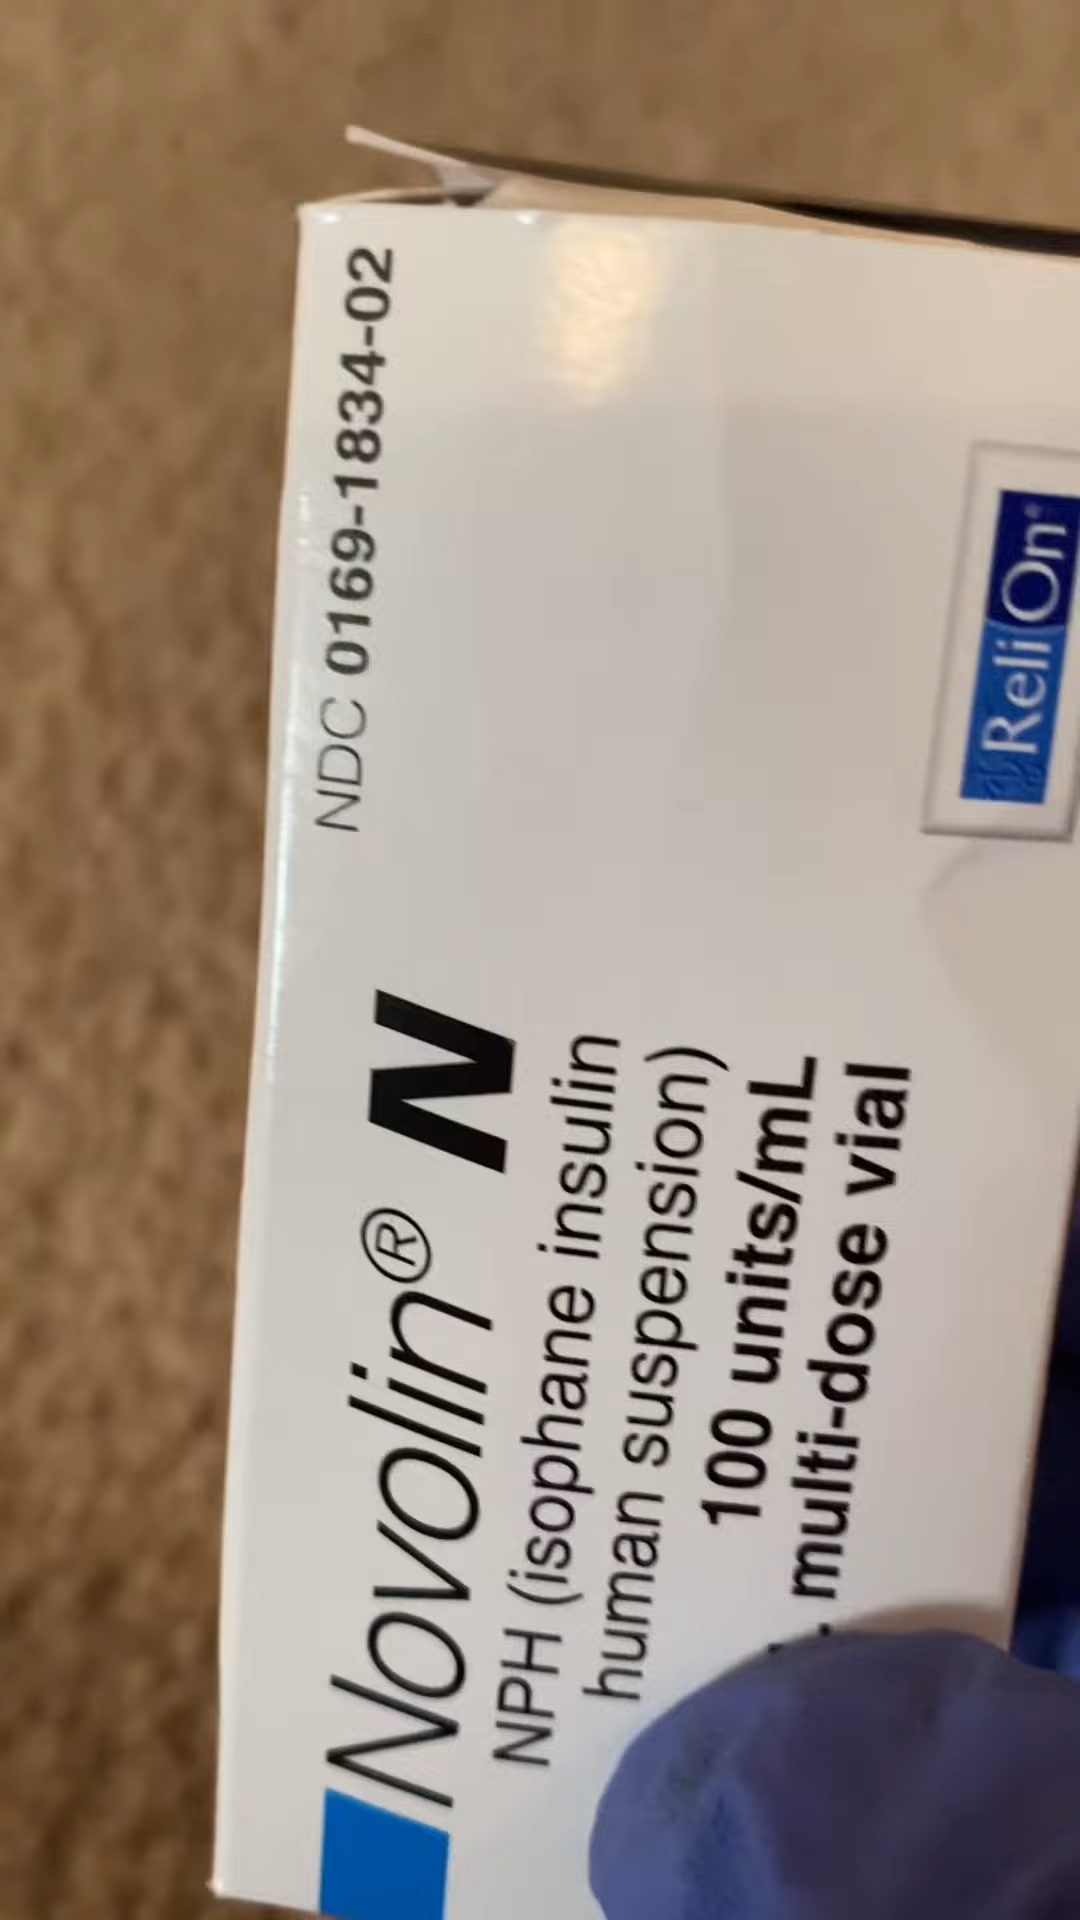 NDC 0169-1834-02
Novolin® N
NPH (isophane insulin
human suspension)
100 units/mL
multi-dose vial
ReliOn®